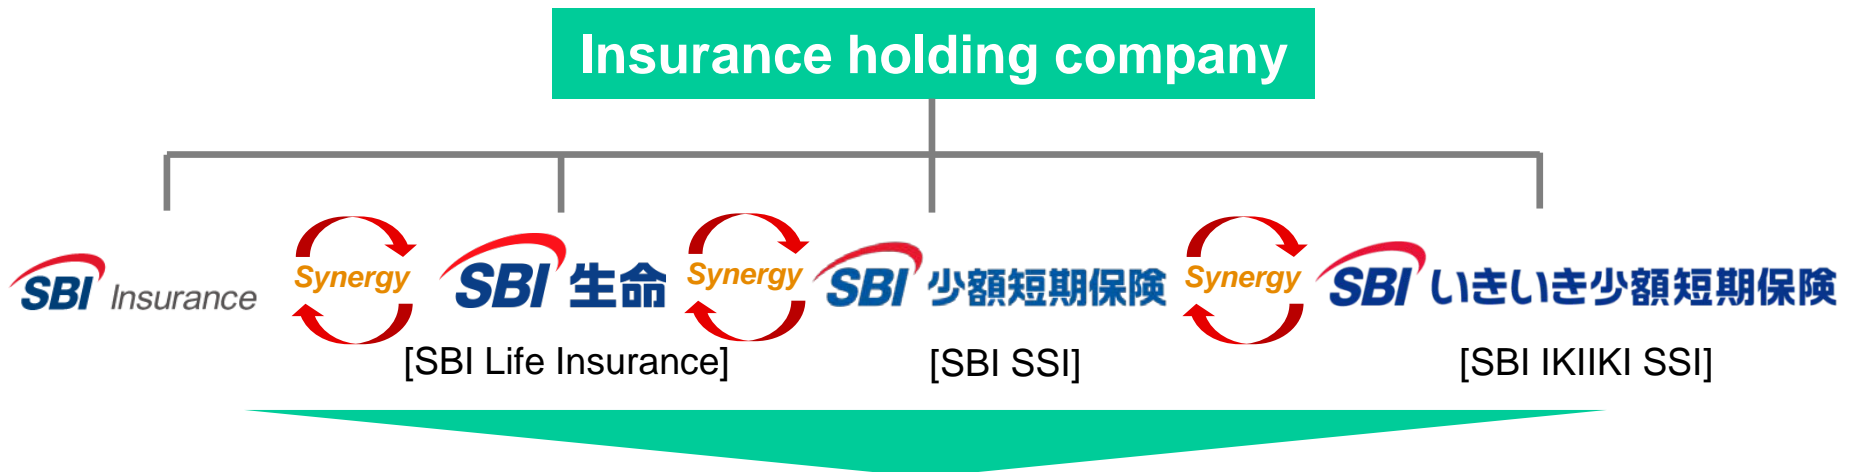 Insurance holding company
SBI Insurance
Synergy
SBI 生命
Synergy
SBI 少額短期保険
Synergy
SBI いきいき少額短期保険
[SBI Life Insurance]
[SBI SSI]
[SBI IKIIKI SSI]